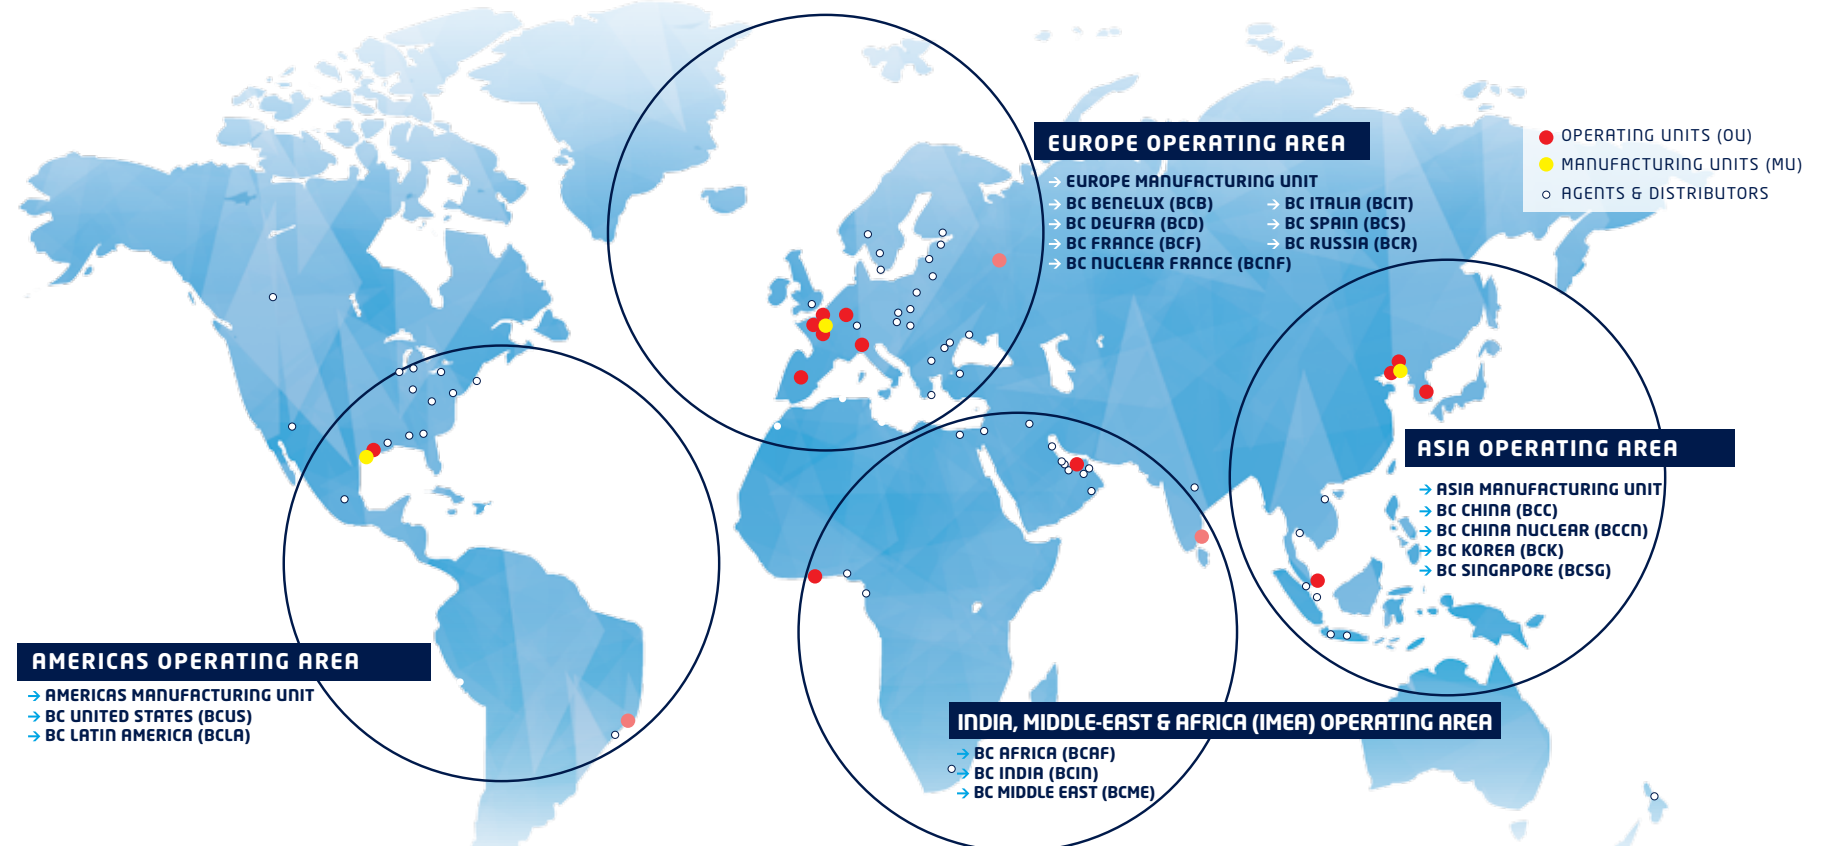 EUROPE OPERATING AREA
→ EUROPE MANUFACTURING UNIT
→ BC BENELUX (BCB)
→ BC DEUFRA (BCD)
→ BC FRANCE (BCF)
→ BC NUCLEAR FRANCE (BCNF)
→ BC ITALIA (BCIT)
→ BC SPAIN (BCS)
→ BC RUSSIA (BCR)
OPERATING UNITS (OU)
MANUFACTURING UNITS (MU)
AGENTS & DISTRIBUTORS
ASIA OPERATING AREA
→ ASIA MANUFACTURING UNIT
→ BC CHINA (BCC)
→ BC CHINA NUCLEAR (BCCN)
→ BC KOREA (BCK)
→ BC SINGAPORE (BCSG)
AMERICAS OPERATING AREA
→ AMERICAS MANUFACTURING UNIT
→ BC UNITED STATES (BCUS)
→ BC LATIN AMERICA (BCLA)
INDIA, MIDDLE-EAST & AFRICA (IMEA) OPERATING AREA
→ BC AFRICA (BCAF)
→ BC INDIA (BCIN)
→ BC MIDDLE EAST (BCME)